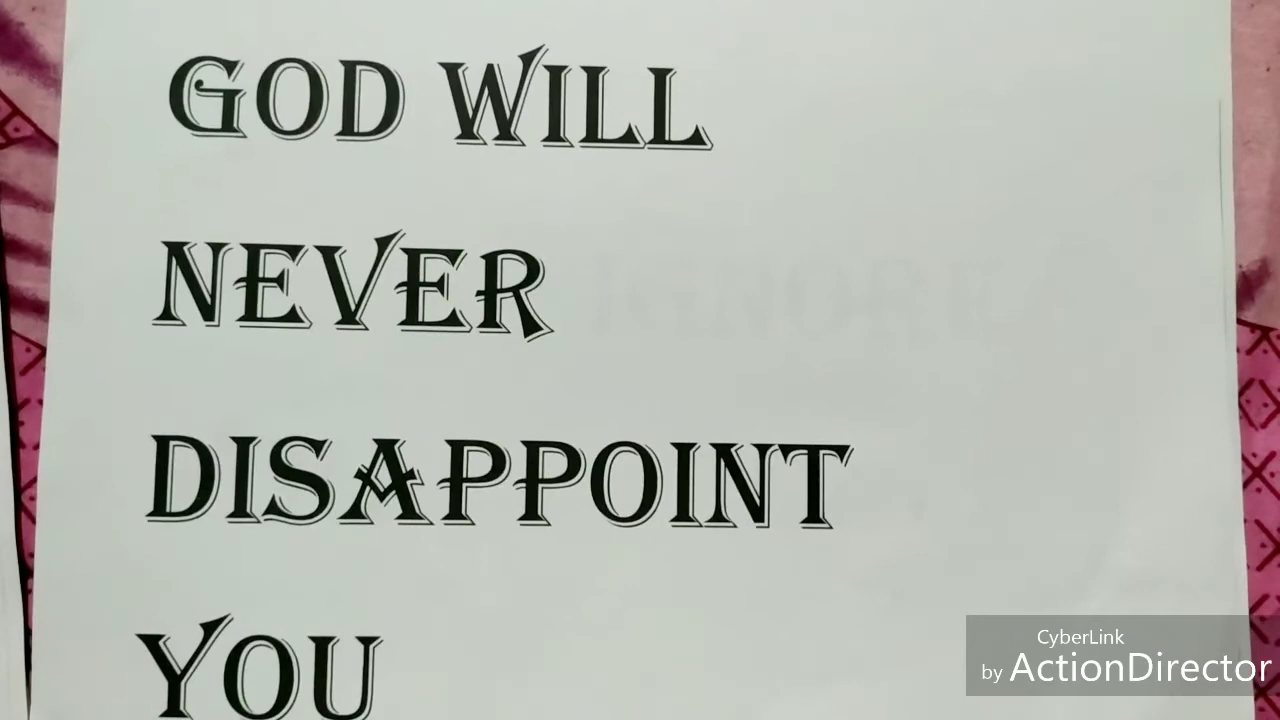 GOD WILL
NEVER
DISAPPOINT
YOU
CyberLink
by ActionDirector